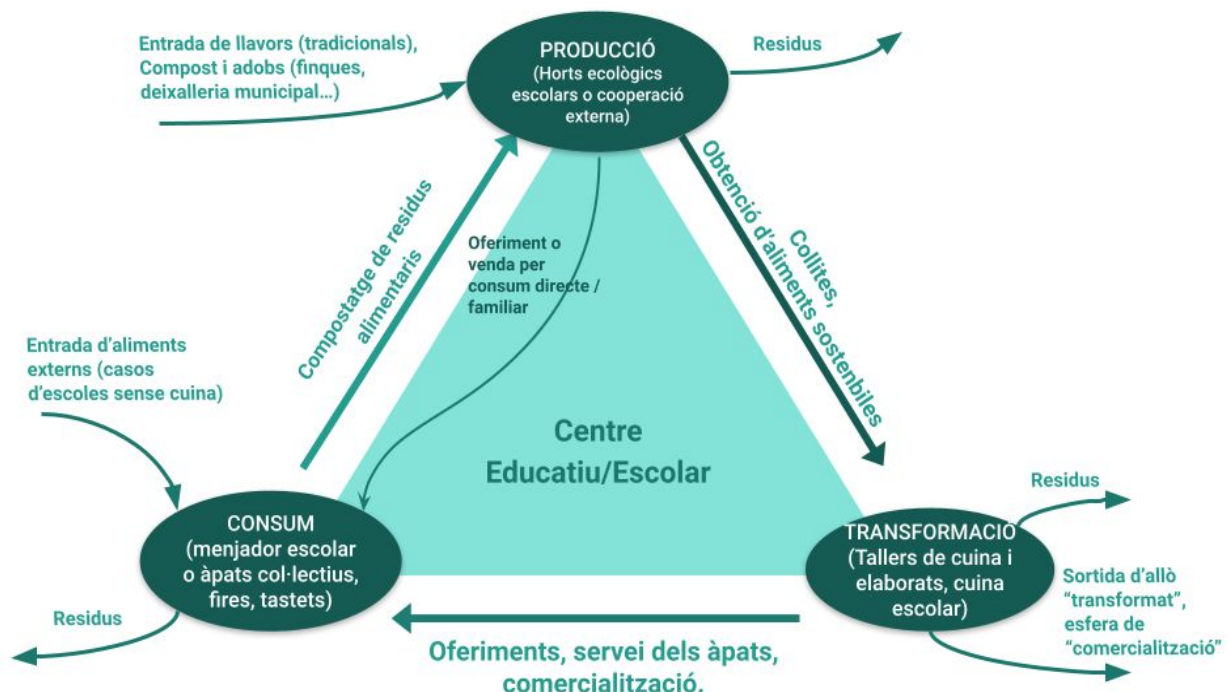 Entrada de llavors (tradicionals),
Compost i adobs (finques,
deixalleria municipal…)
PRODUCCIÓ
(Horts ecològics
escolars o cooperació
externa)
Residus
Compostatge de residus
alimentaris
Oferiment o
venda per
consum directe /
familiar
Collites,
Obtenció d'aliments sostenbiles
Entrada d'aliments
externs (casos
d'escoles sense cuina)
Centre
Educatiu/Escolar
CONSUM
(menjador escolar
o àpats col·lectius,
fires, tastets)
Residus
TRANSFORMACIÓ
(Tallers de cuina i
elaborats, cuina
escolar)
Residus
Sortida d'allò
"transformat",
esfera de
"comercialització"
Oferiments, servei dels àpats,
comercialització.